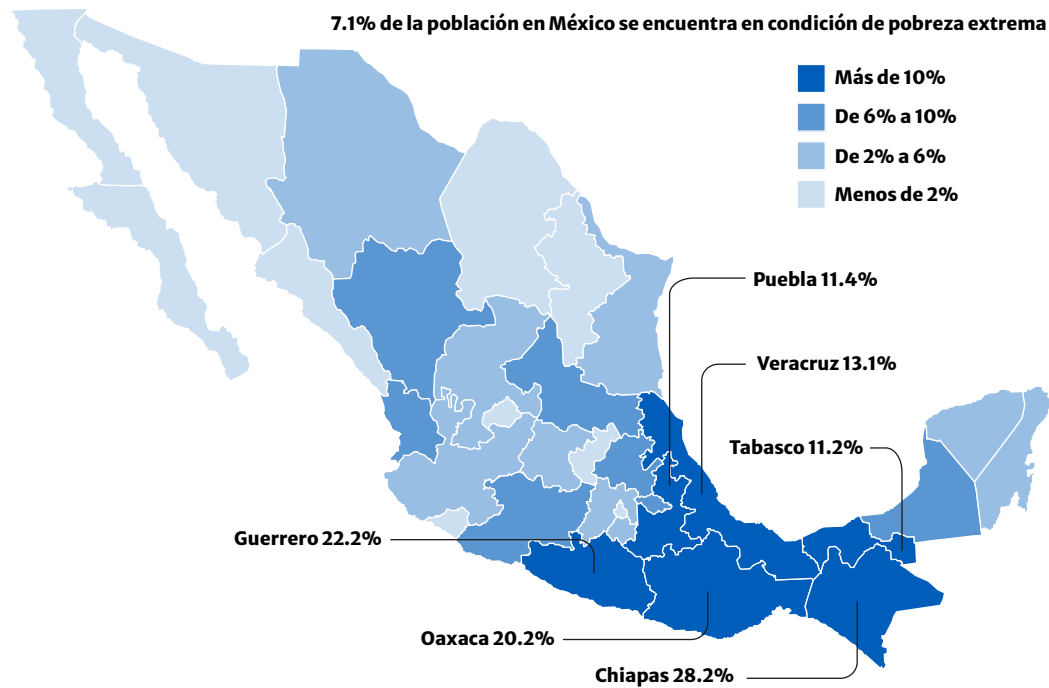 7.1% de la población en México se encuentra en condición de pobreza extrema
Más de 10%
De 6% a 10%
De 2% a 6%
Menos de 2%
Puebla 11.4%
Veracruz 13.1%
Tabasco 11.2%
Guerrero 22.2%
Oaxaca 20.2%
Chiapas 28.2%